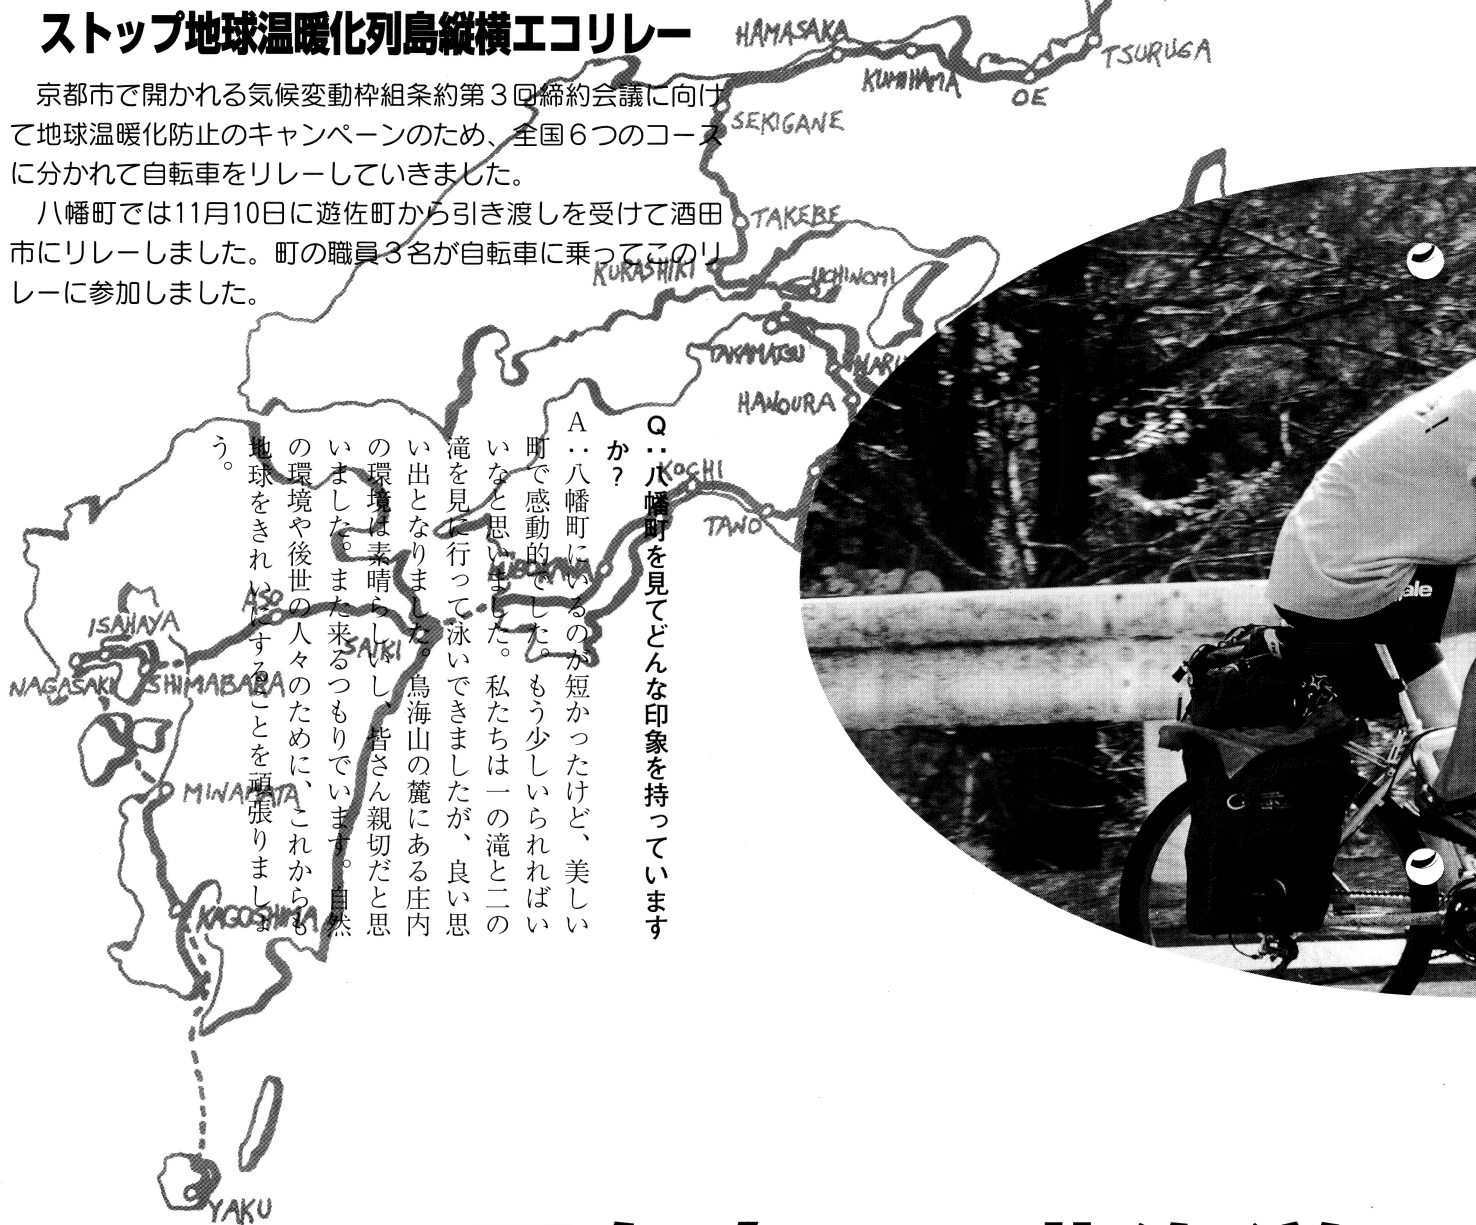 ストップ地球温暖化列島縦横エコリレー
京都市で開かれる気候変動枠組条約第３回締約会議に向け
て地球温暖化防止のキャンペーンのため、全国６つのコース
に分かれて自転車をリレーしていきました。
八幡町では11月10日に遊佐町から引き渡しを受けて酒田
市にリレーしました。町の職員３名が自転車に乗ってこのリ
レーに参加しました。
Q：八幡町を見てどんな印象を持っています
か？
A：八幡町にいるのが短かったけど、美しい
町で感動的でした。もう少しいられればい
いなと思いました。私たちは一の滝と二の
滝を見に行って泳いできましたが、良い思
い出となりました。鳥海山の麓にある庄内
の環境は素晴らしいし、皆さん親切だと思
いました。また来るつもりでいます。自然
の環境や後世の人々のために、これからも
地球をきれいにすることを頑張りましょ
う。
HAMASAKA
KUMIHAMA
OE
TSURUGA
SEKIGANE
TAKEBE
KURASHIKI
UCHINOMI
TAKAMATSU
NARU
HANOURA
KOCHI
TANO
KUBOKAWA
ASO
SAIKI
ISAHAYA
NAGASAKI
SHIMABARA
MINAMATA
KAGOSHIMA
YAKU
ale